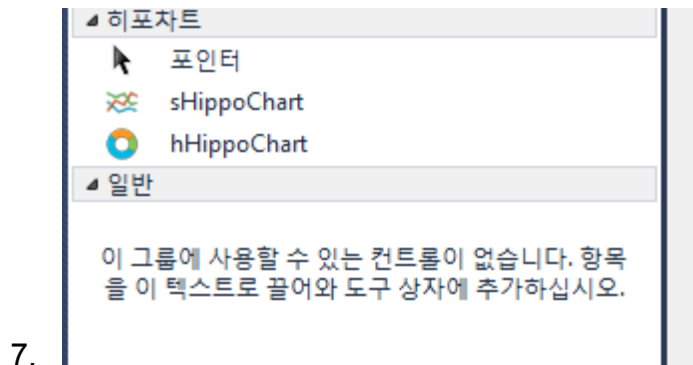 히포차트
포인터
sHippoChart
hHippoChart
일반
이 그룹에 사용할 수 있는 컨트롤이 없습니다. 항목
을 이 텍스트로 끌어와 도구 상자에 추가하십시오.
7.